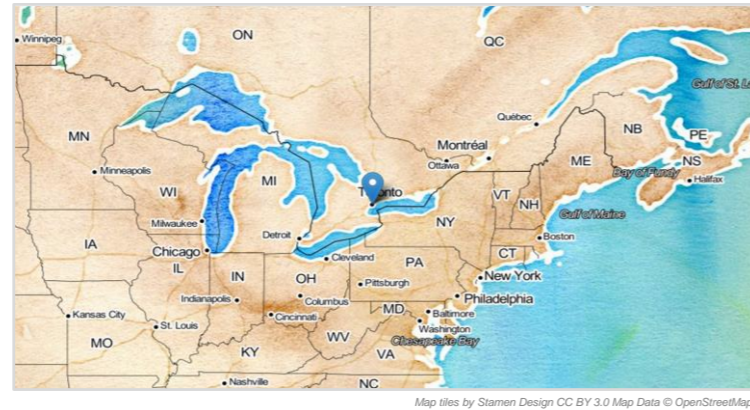 ON
QC
Winnipeg
Gulf of St. L
Québec
NB
PE
MN
Montréal
Ottawa
ME
NS
Bay of Fundy
Halifax
Minneapolis
WI
MI
VT
NH
Gulf of Maine
Milwaukee
NY
Detroit
Boston
IA
Chicago
Cleveland
CT
IL
IN
OH
PA
New York
Pittsburgh
Indianapolis
Columbus
Philadelphia
MD
Baltimore
Kansas City
St. Louis
Cincinnati
Washington
MO
WV
Chesapeake Bay
KY
VA
Nashville
NC
Map tiles by Stamen Design CC BY 3.0 Map Data © OpenStreetMap